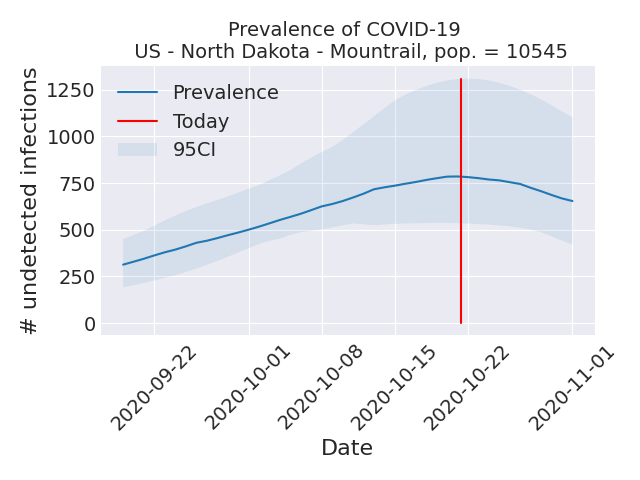 Prevalence of COVID-19
US - North Dakota - Mountrail, pop. = 10545
# undetected infections
1250
1000
750
500
250
0
Prevalence
Today
95CI
2020-09-22
2020-10-01
2020-10-08
2020-10-15
2020-10-22
2020-11-01
Date